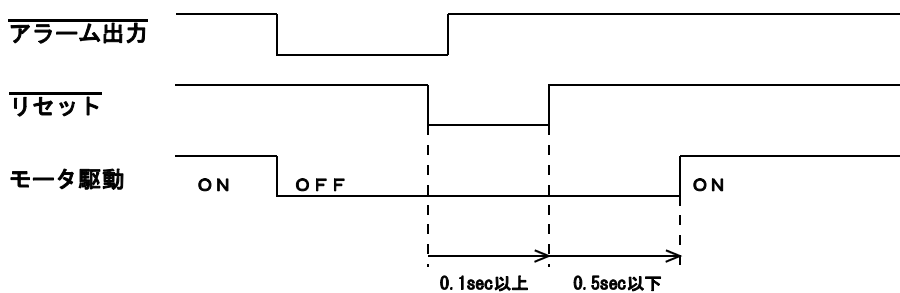 アラーム出力
リセット
モータ駆動
ON
OFF
ON
0.1sec以上
0.5sec以下